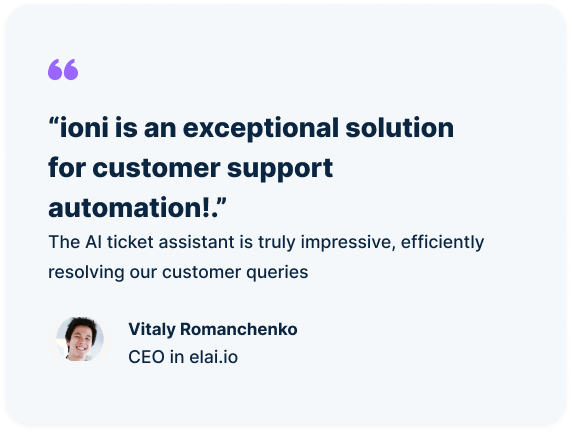 “ioni is an exceptional solution
for customer support
automation!.”
The AI ticket assistant is truly impressive, efficiently
resolving our customer queries
Vitaly Romanchenko
CEO in elai.io